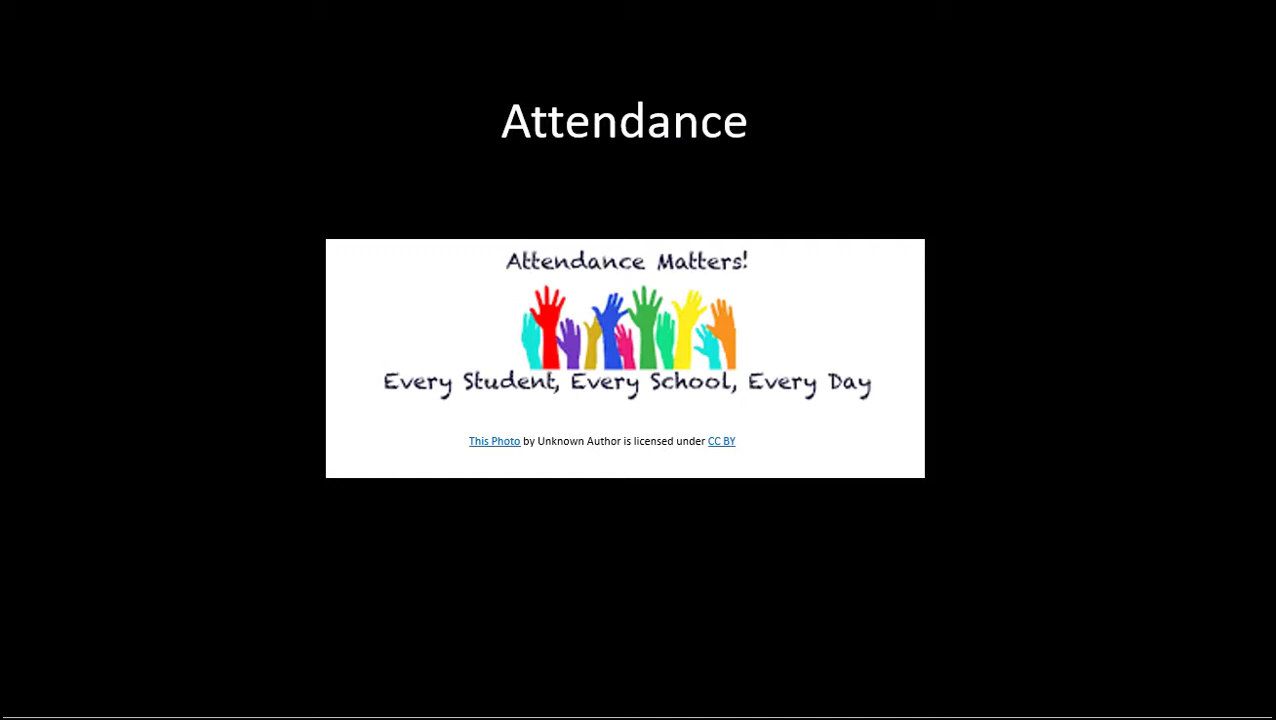 Attendance
Attendance Matters!
Every Student, Every School, Every Day
This Photo by Unknown Author is licensed under CC BY